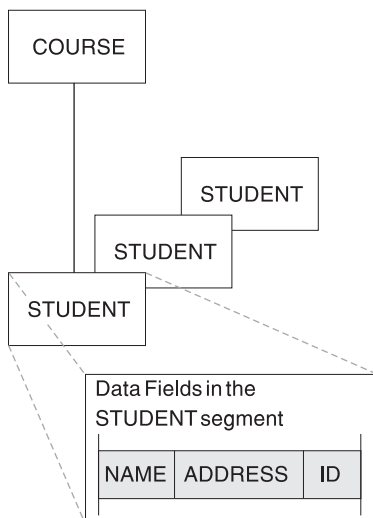 COURSE
STUDENT
STUDENT
STUDENT
Data Fields in the
STUDENT segment
NAME ADDRESS ID